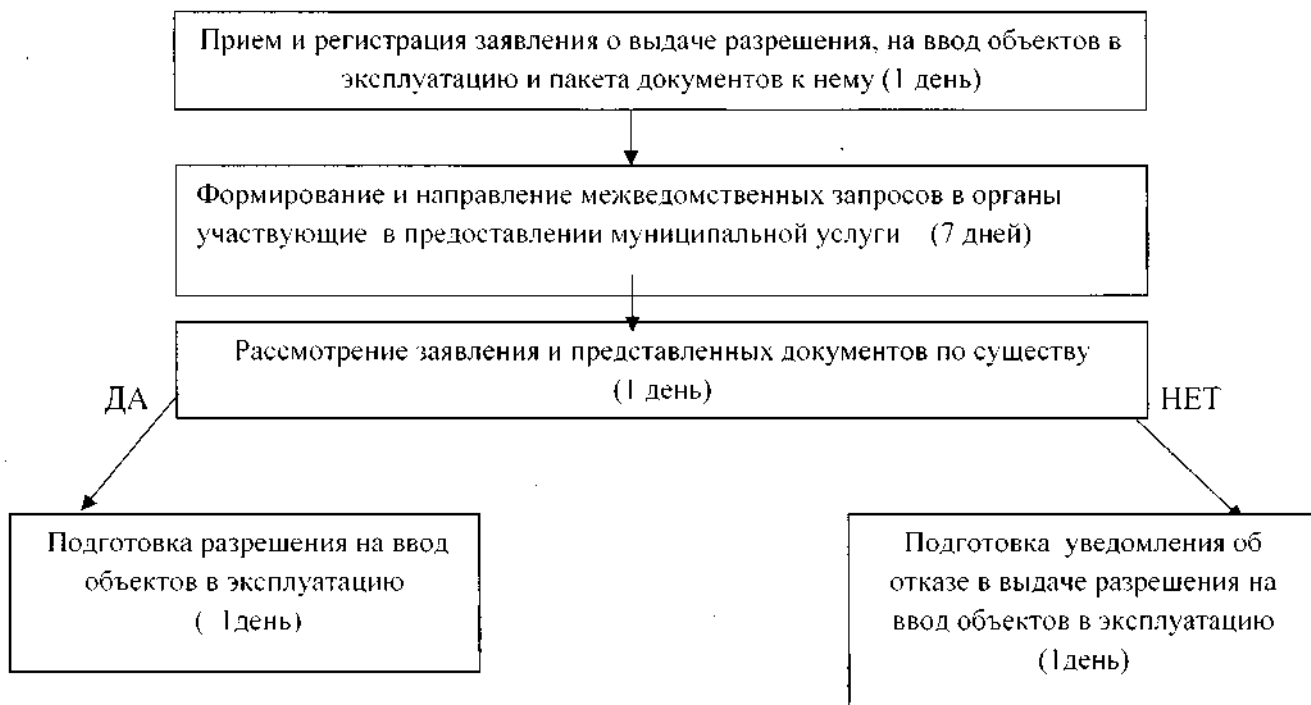 Прием и регистрация заявления о выдаче разрешения, на ввод объектов в
эксплуатацию и пакета документов к нему (1 день)
Формирование и направление межведомственных запросов в органы
участвующие в предоставлении муниципальной услуги (7 дней)
Рассмотрение заявления и представленных документов по существу
(1 день)
ДА
НЕТ
Подготовка разрешения на ввод
объектов в эксплуатацию
( 1день)
Подготовка уведомления об
отказе в выдаче разрешения на
ввод объектов в эксплуатацию
(1день)